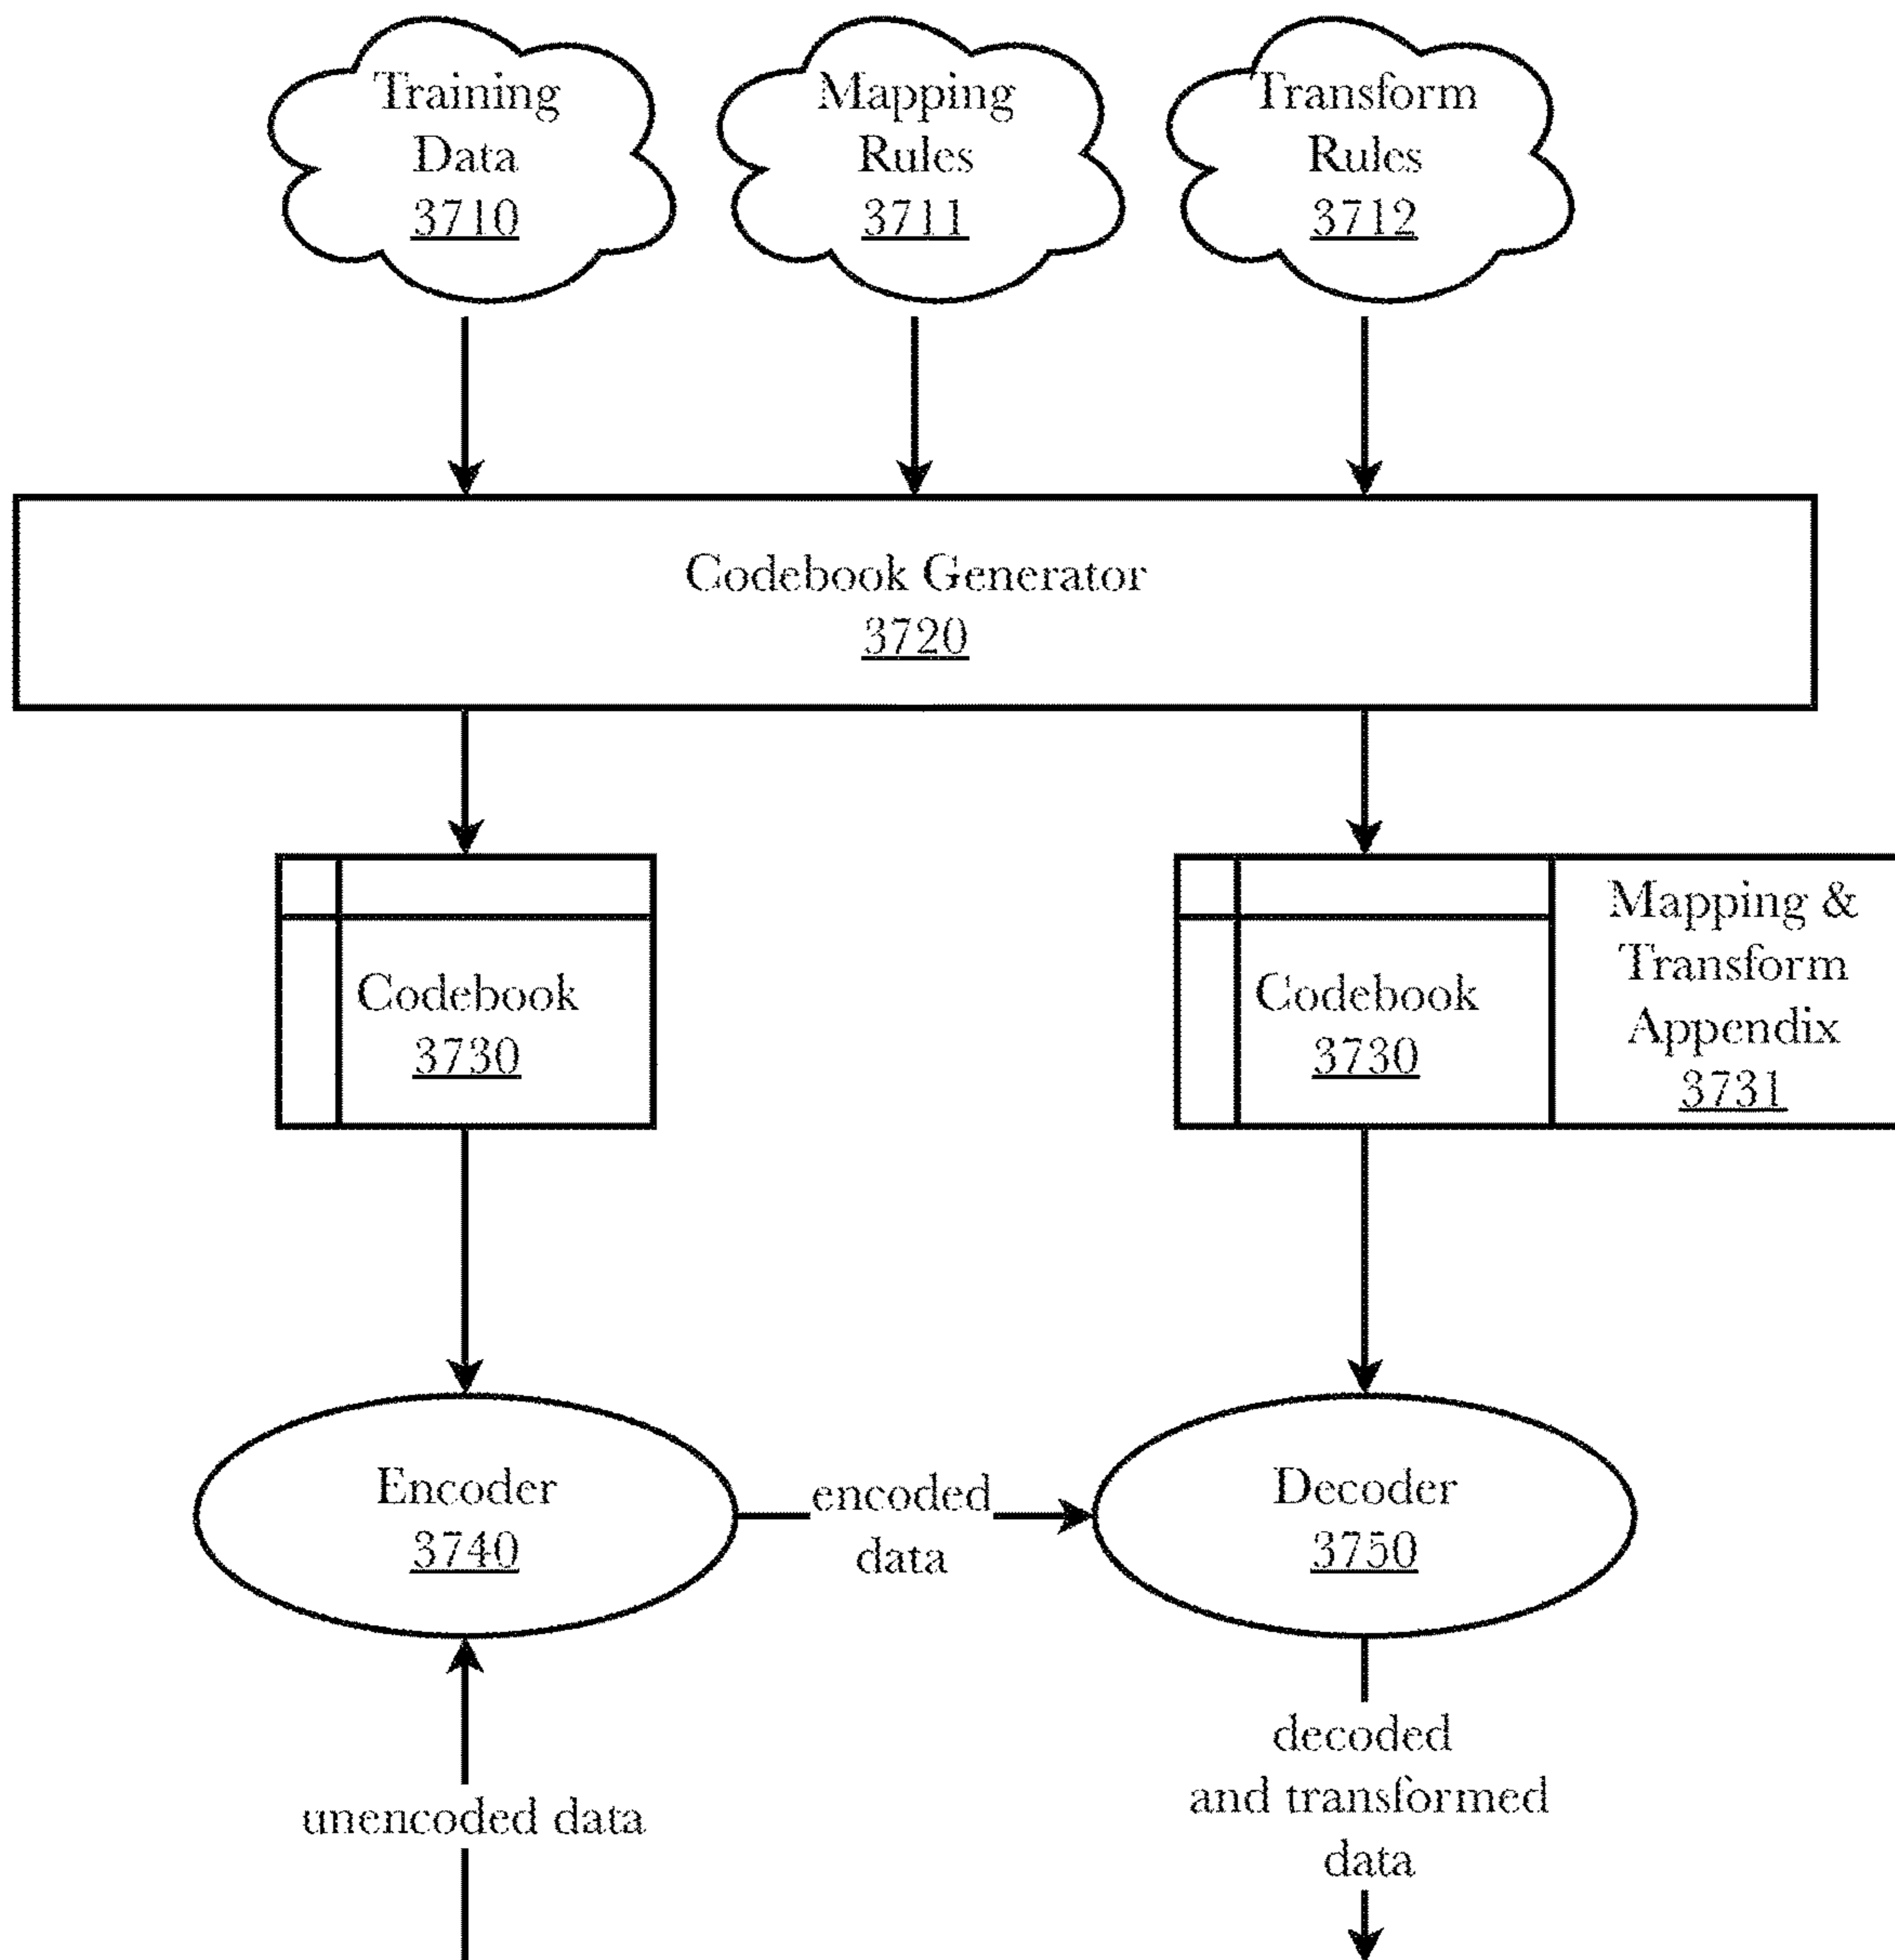 Training
Data
3710
Mapping
Rules
3711
Transform
Rules
3712
Codebook Generator
3720
Codebook
3730
Codebook
3730
Mapping &
Transform
Appendix
3731
Encoder
3740
encoded
data
Decoder
3750
unencoded data
decoded
and transformed
data